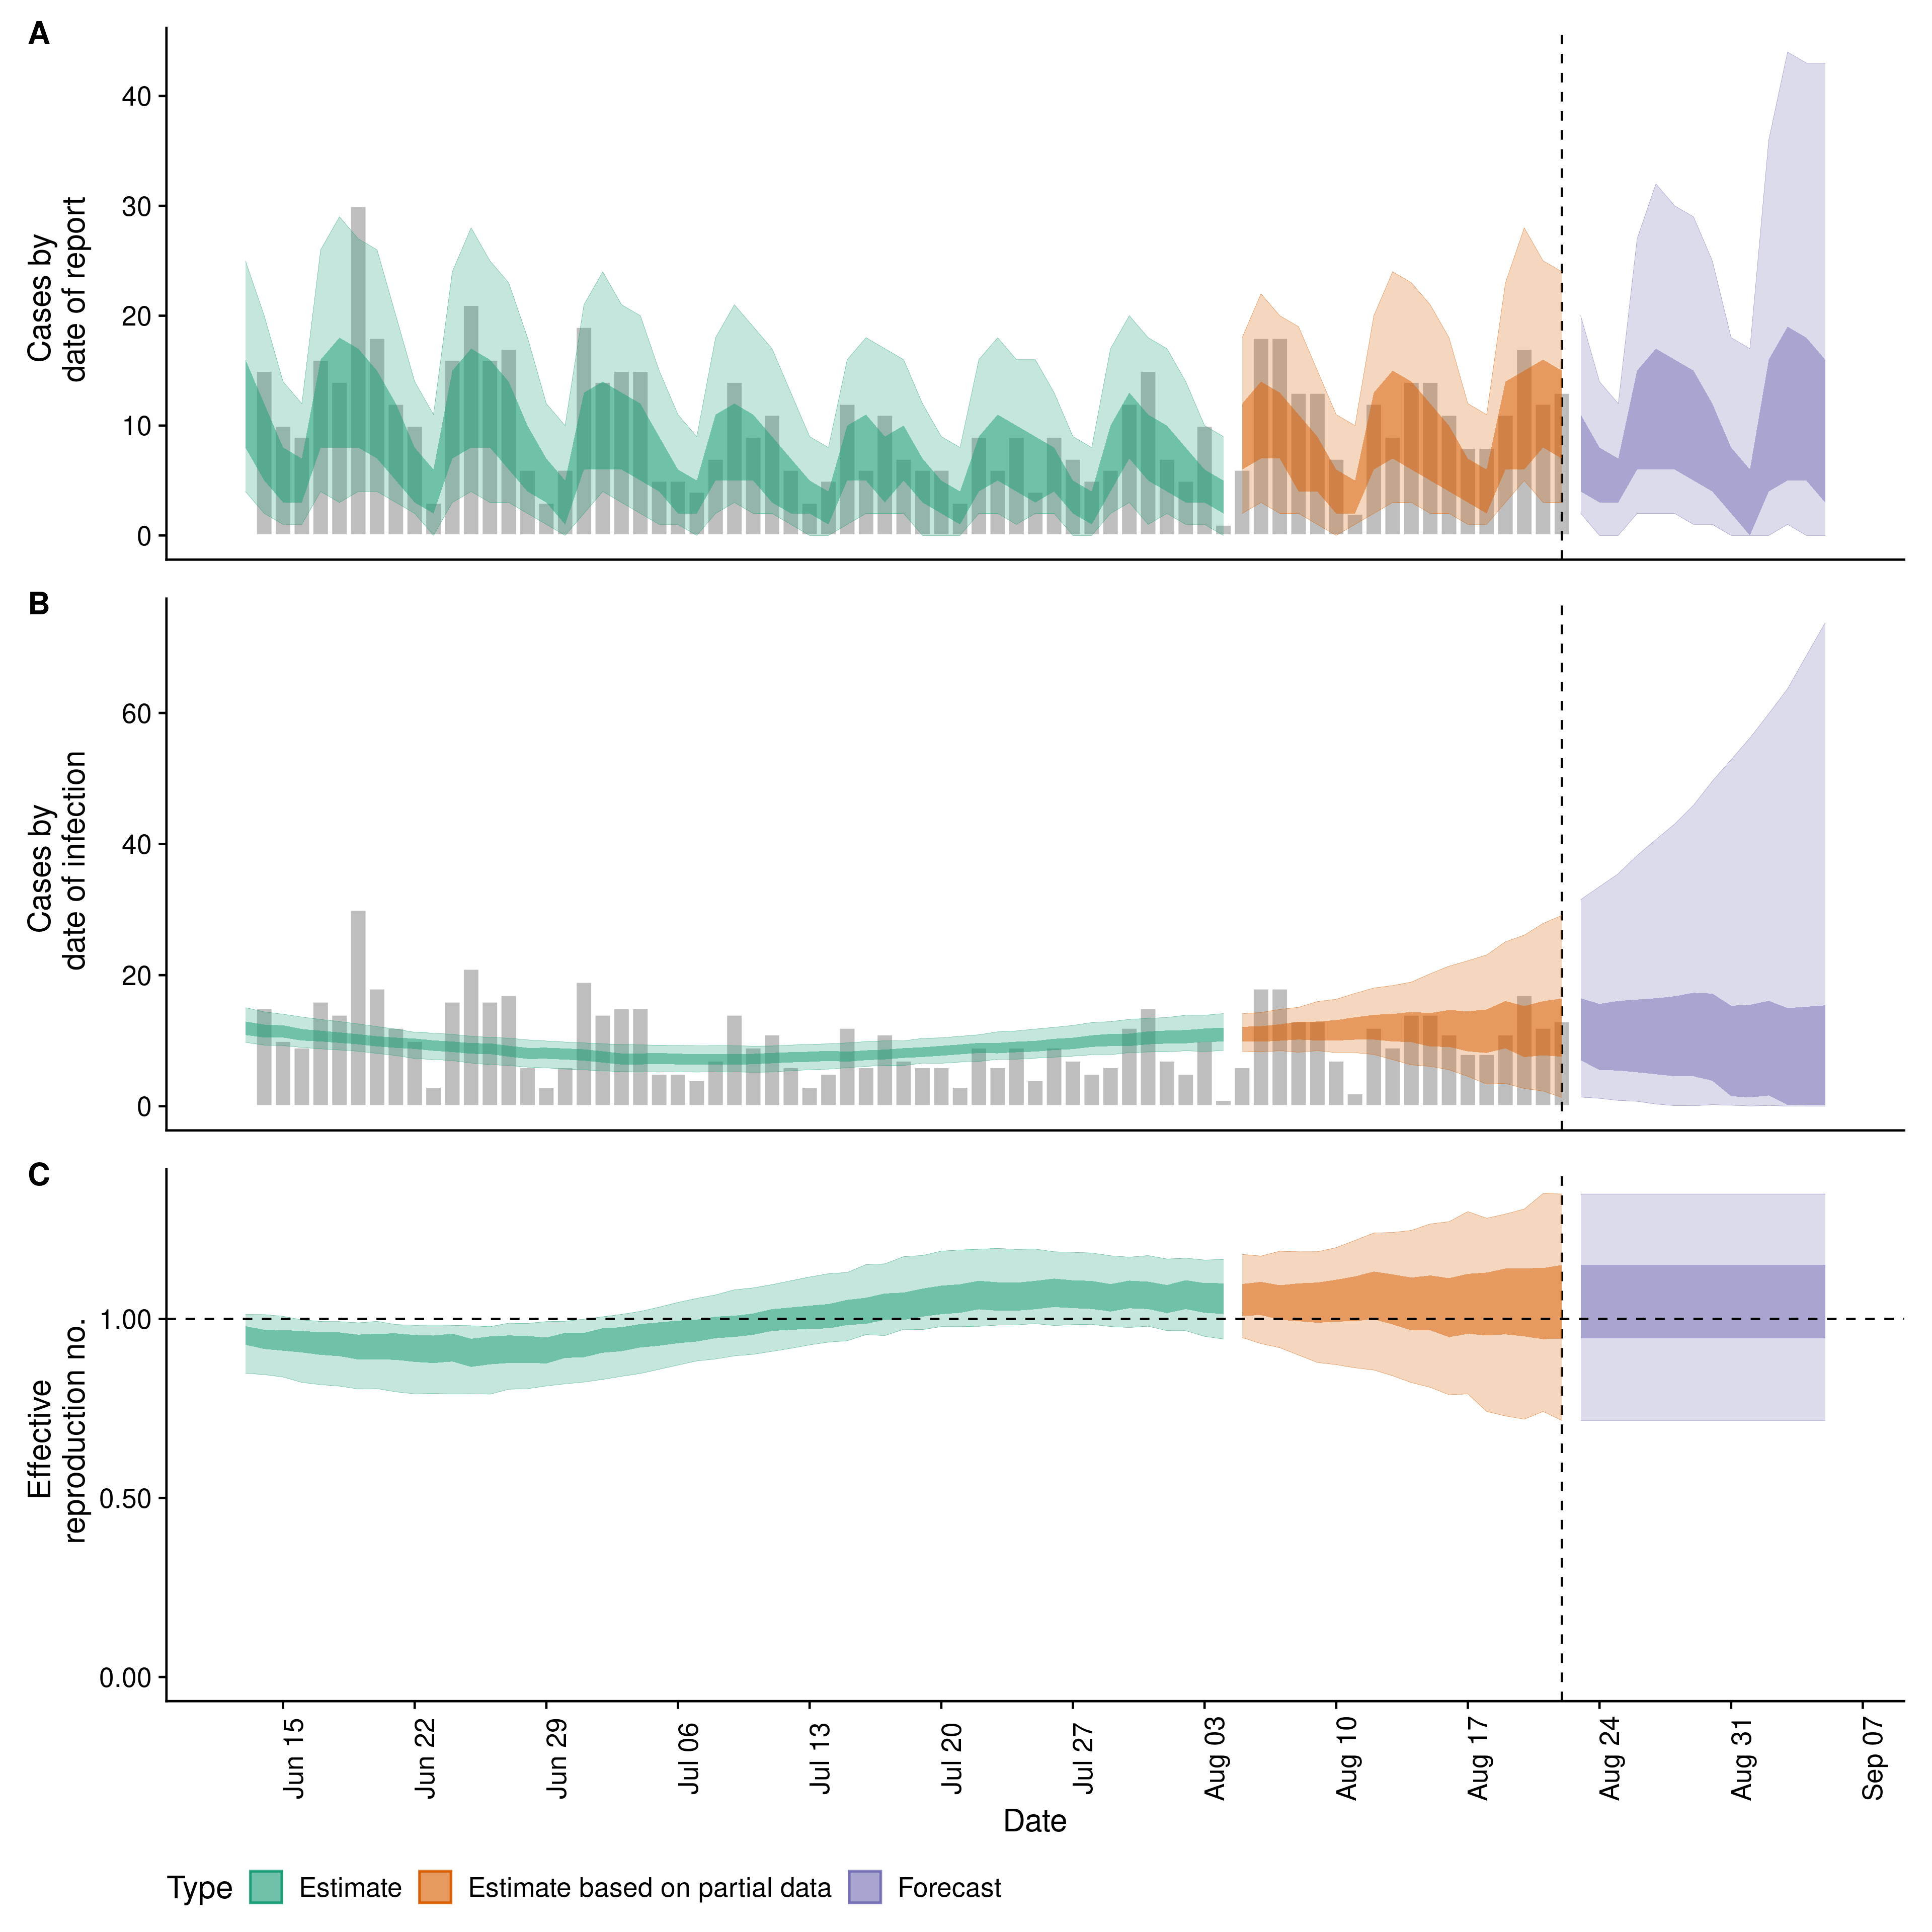 A
Cases by
date of report
40
30
20
10
0
B
Cases by
date of infection
60
40
20
0
C
Effective
reproduction no.
1.00
0.50
0.00
Jun 15
Jun 22
Jun 29
Jul 06
Jul 13
Jul 20
Jul 27
Aug 03
Aug 10
Aug 17
Aug 24
Aug 31
Sep 07
Date
Type Estimate Estimate based on partial data Forecast